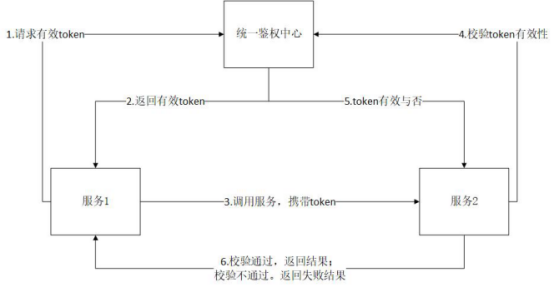 1.请求有效token
统一鉴权中心
4.校验token有效性
2.返回有效token
5.token有效与否
服务1
3.调用服务，携带token
服务2
6.校验通过，返回结果；
校验不通过。返回失败结果